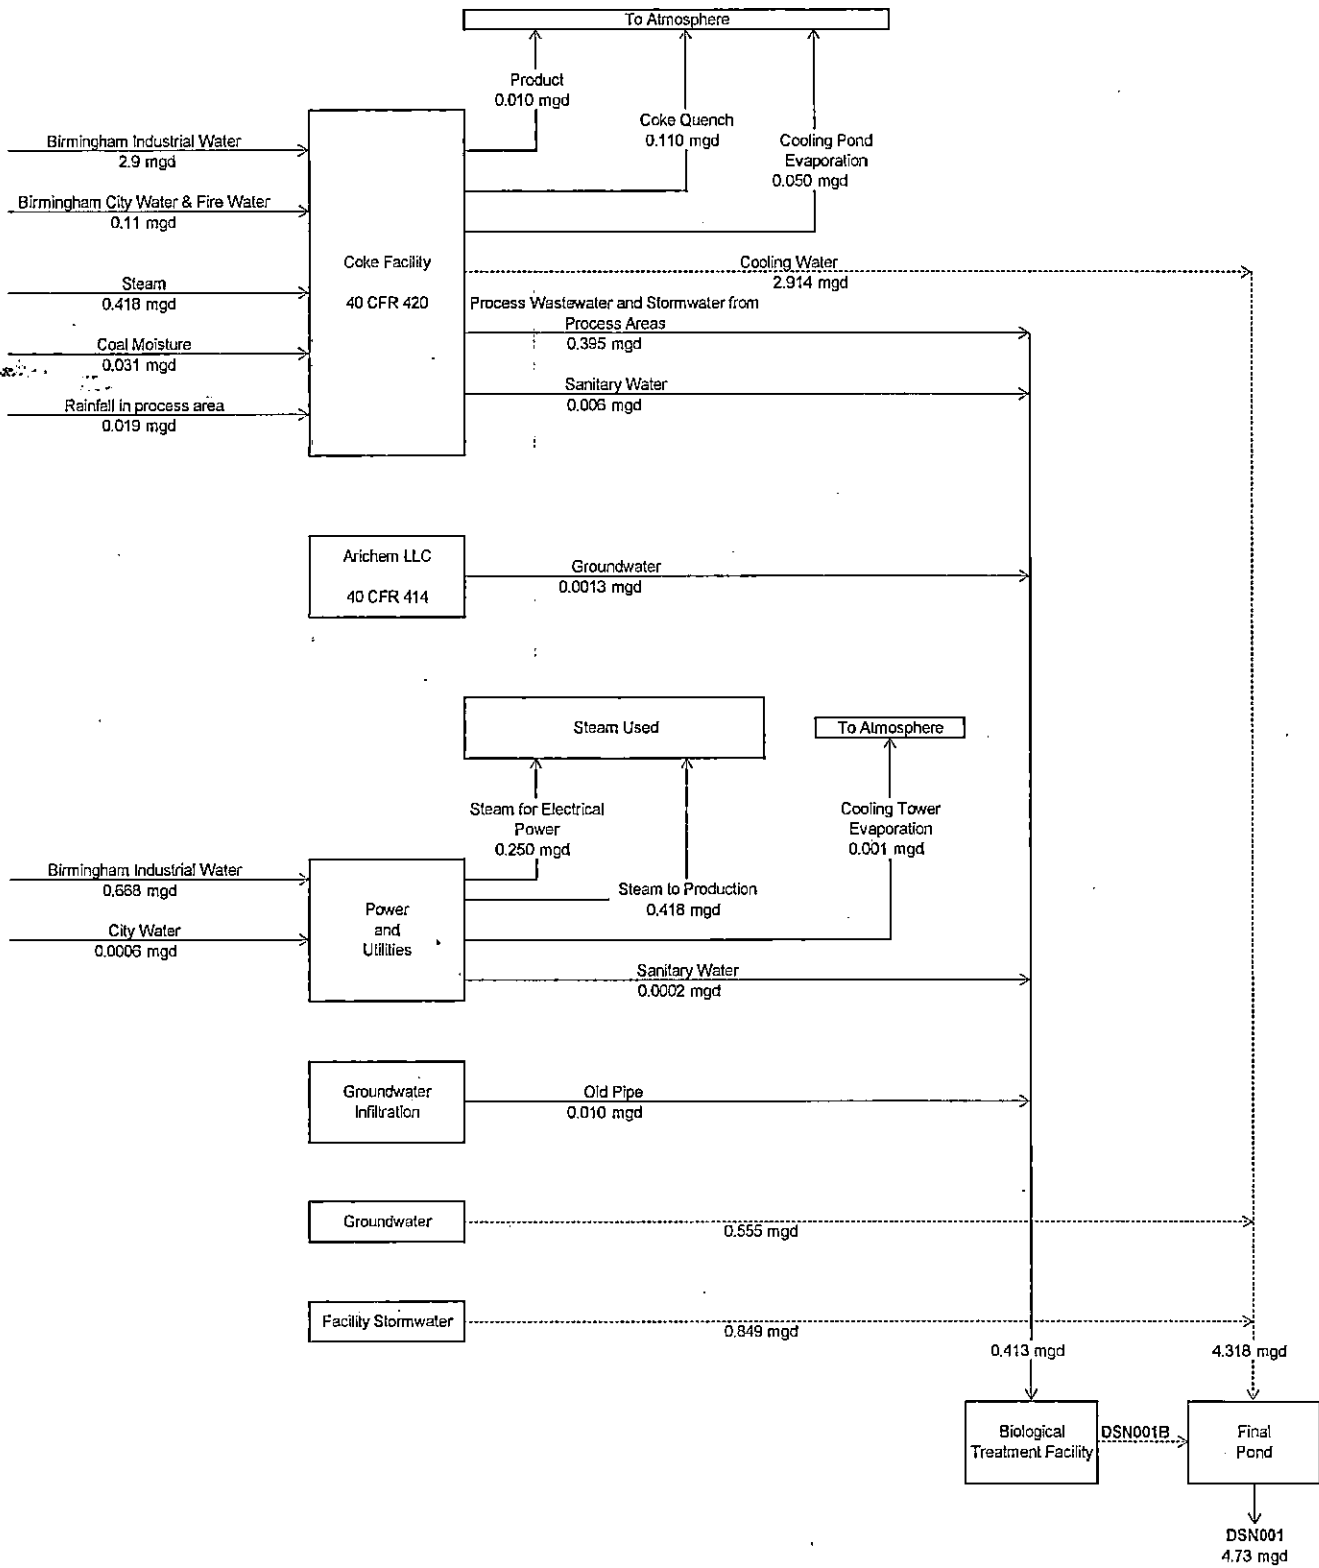 To Atmosphere
Product
0.010 mgd
Coke Quench
0.110 mgd
Cooling Pond
Evaporation
0.050 mgd
Birmingham Industrial Water
2.9 mgd
Birmingham City Water & Fire Water
0.11 mgd
Steam
0.418 mgd
Coal Moisture
0.031 mgd
Rainfall in process area
0.019 mgd
Coke Facility
40 CFR 420
Cooling Water
2.914 mgd
Process Wastewater and Stormwater from
Process Areas
0.395 mgd
Sanitary Water
0.006 mgd
Arichem LLC
40 CFR 414
Groundwater
0.0013 mgd
Steam Used
To Atmosphere
Steam for Electrical
Power
0.250 mgd
Steam to Production
0.418 mgd
Cooling Tower
Evaporation
0.001 mgd
Birmingham Industrial Water
0.668 mgd
City Water
0.0006 mgd
Power
and
Utilities
Sanitary Water
0.0002 mgd
Groundwater
Infiltration
Old Pipe
0.010 mgd
Groundwater
0.555 mgd
Facility Stormwater
0.849 mgd
0.413 mgd
4.318 mgd
Biological
Treatment Facility
DSN001B
Final
Pond
DSN001
4.73 mgd